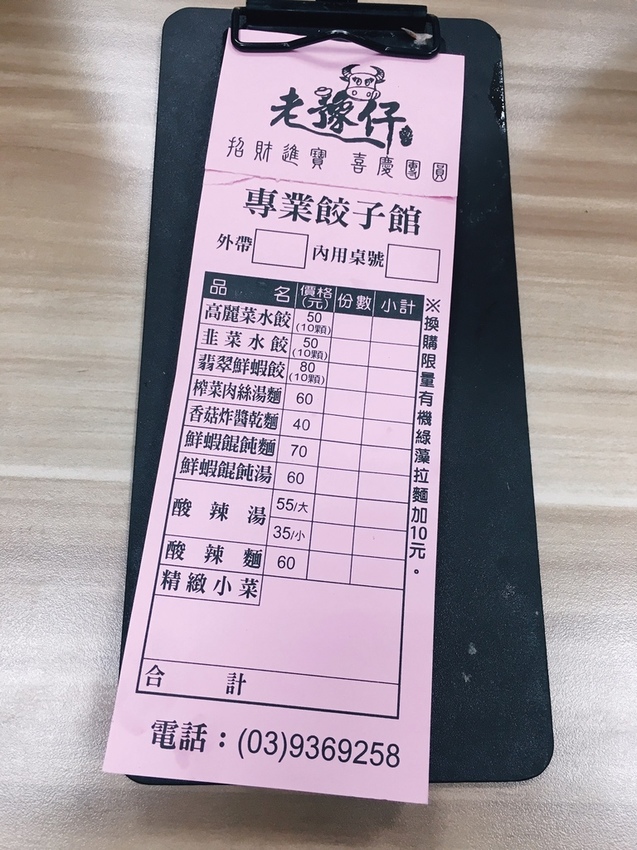 老豫仔
招財進寶 喜慶團圓
專業餃子館
外帶 內用桌號
品名 價格(元) 份數 小計
高麗菜水餃 50(10顆)
韭菜水餃 50(10顆)
翡翠鮮蝦餃 80(10顆)
榨菜肉絲湯麵 60
香菇炸醬乾麵 40
鮮蝦餛飩麵 70
鮮蝦餛飩湯 60
酸辣湯 55/大
35/小
酸辣麵 60
精緻小菜
合計
※換購限量有機綠藻拉麵加10元。
電話：(03)9369258